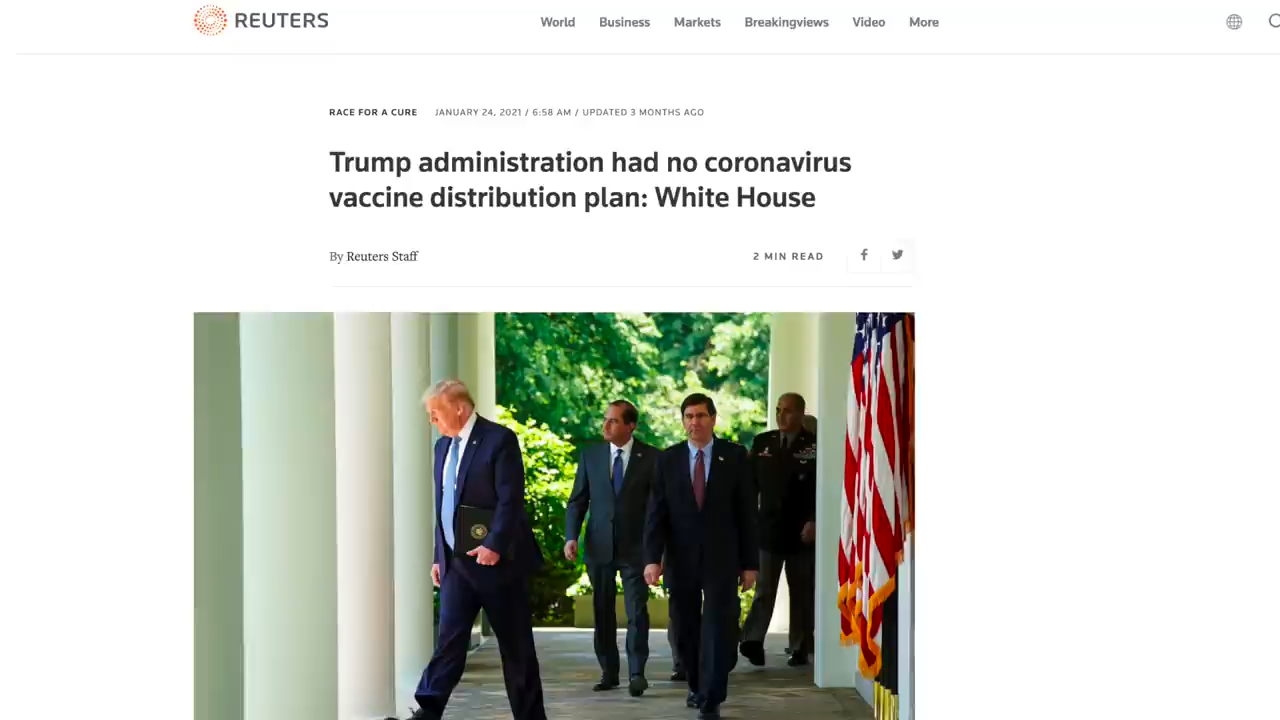 REUTERS
World Business Markets Breakingviews Video More
RACE FOR A CURE JANUARY 24, 2021 / 6:58 AM / UPDATED 3 MONTHS AGO
Trump administration had no coronavirus
vaccine distribution plan: White House
By Reuters Staff
2 MIN READ